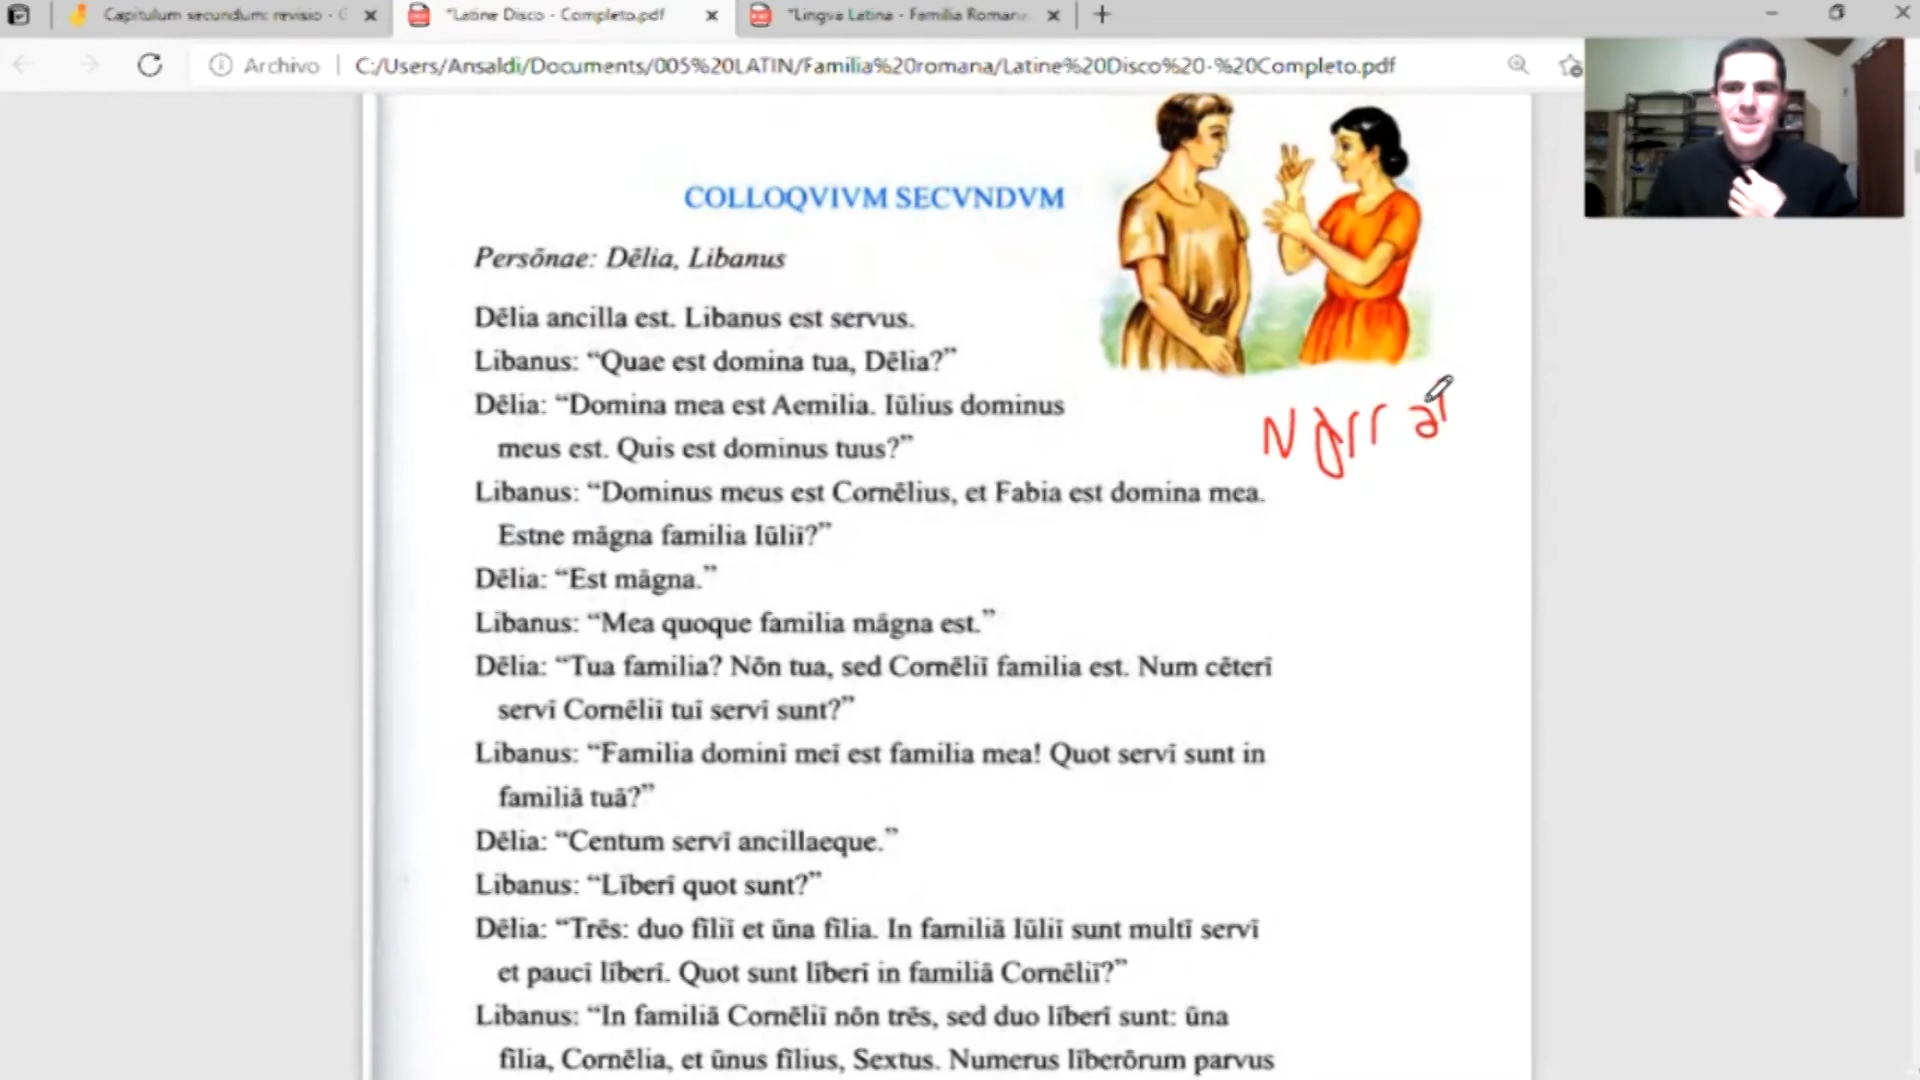 Capitulum secundum: revisio - G
*Latine Disco - Completo.pdf
*Lingva Latina - Familia Romana
Archivo | C:/Users/Ansaldi/Documents/005%20LATIN/Familia%20romana/Latine%20Disco%20-%20Completo.pdf
COLLOQVIVM SECVNDVM
Persōnae: Dēlia, Libanus
Dēlia ancilla est. Libanus est servus.
Libanus: “Quae est domina tua, Dēlia?”
Dēlia: “Domina mea est Aemilia. Iūlius dominus
meus est. Quis est dominus tuus?”
Narrat
Libanus: “Dominus meus est Cornēlius, et Fabia est domina mea.
Estne māgna familia Iūliī?”
Dēlia: “Est māgna.”
Libanus: “Mea quoque familia māgna est.”
Dēlia: “Tua familia? Nōn tua, sed Cornēliī familia est. Num cēterī
servī Cornēliī tuī servī sunt?”
Libanus: “Familia dominī meī est familia mea! Quot servī sunt in
familiā tuā?”
Dēlia: “Centum servī ancillaeque.”
Libanus: “Līberī quot sunt?”
Dēlia: “Trēs: duo fīliī et ūna fīlia. In familiā Iūliī sunt multī servī
et paucī līberī. Quot sunt līberī in familiā Cornēliī?”
Libanus: “In familiā Cornēliī nōn trēs, sed duo līberī sunt: ūna
fīlia, Cornēlia, et ūnus fīlius, Sextus. Numerus līberōrum parvus